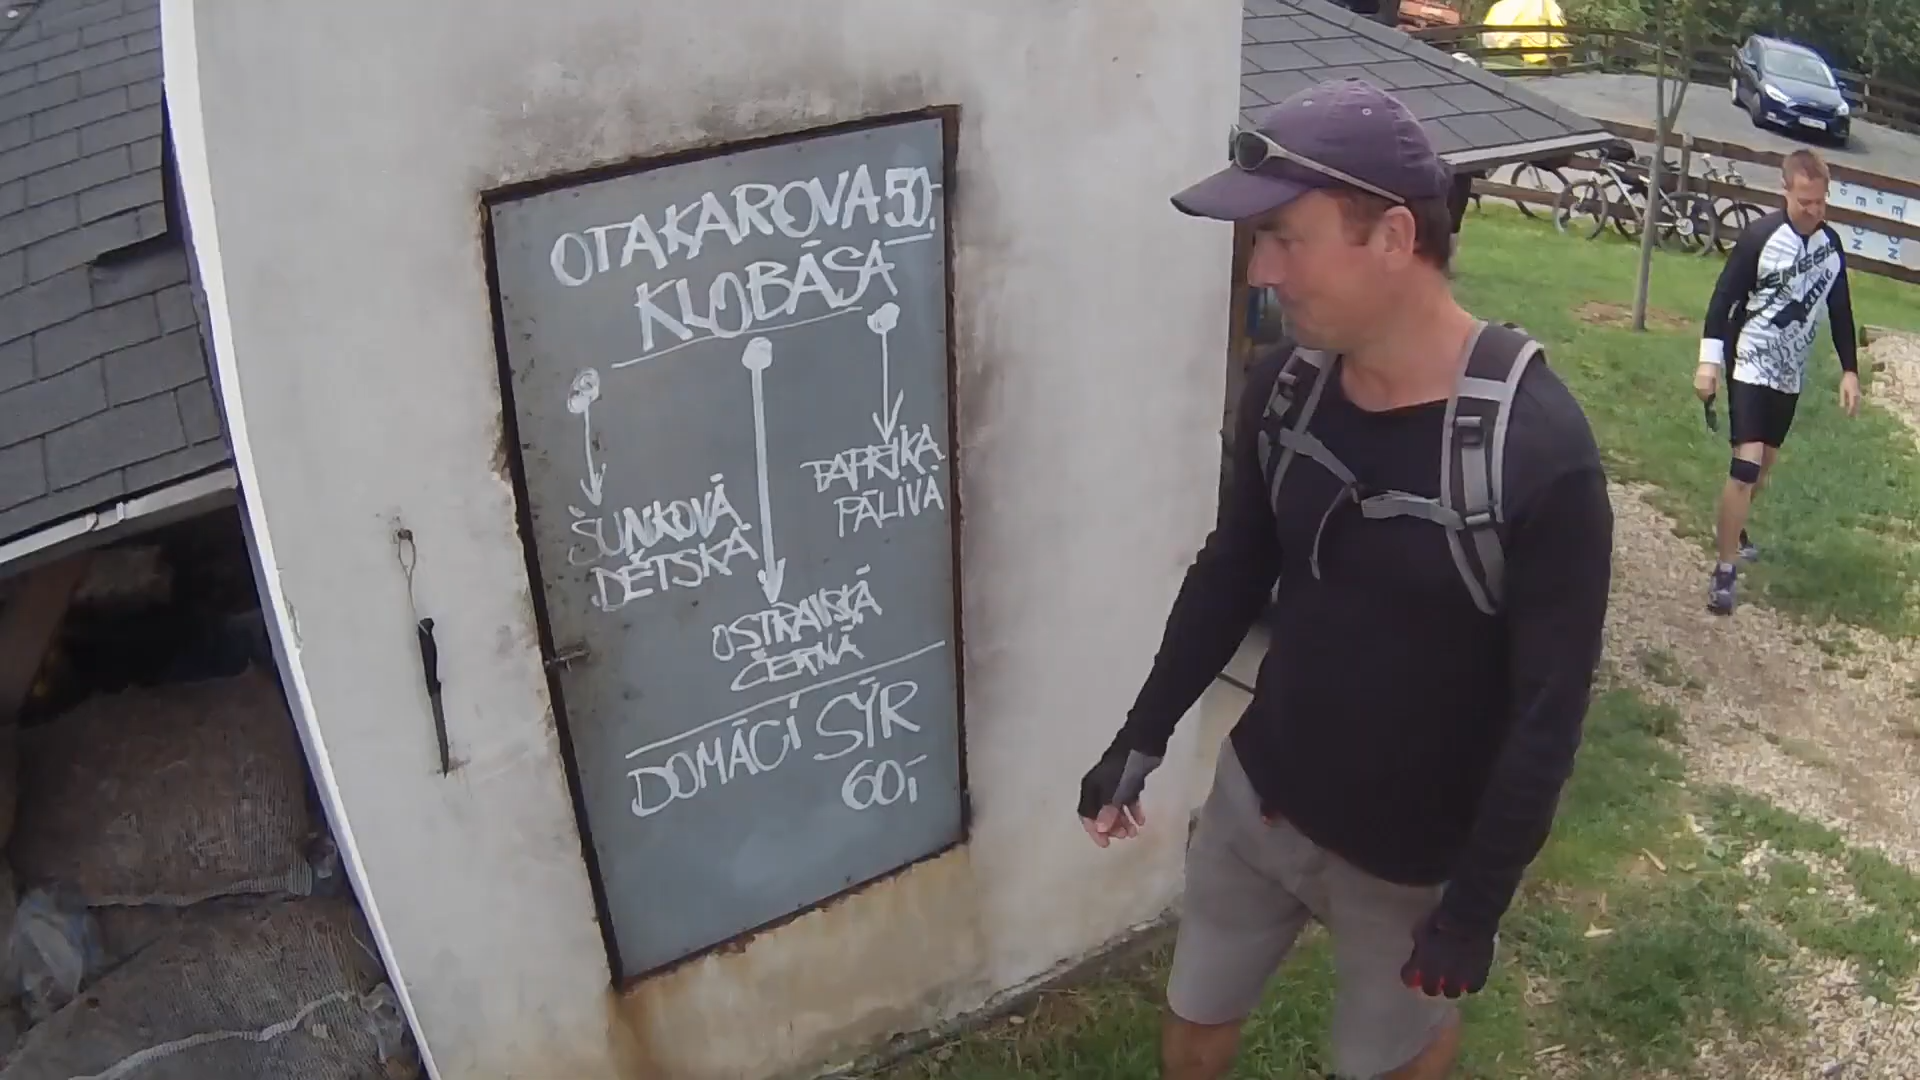 OTAKAROVA 50,-
KLOBÁSA
ŠUNKOVÁ
DĚTSKÁ
OSTRAVSKÁ
ČERNÁ
PAPRIKA
PÁLIVÁ
DOMÁCÍ SÝR
60,-